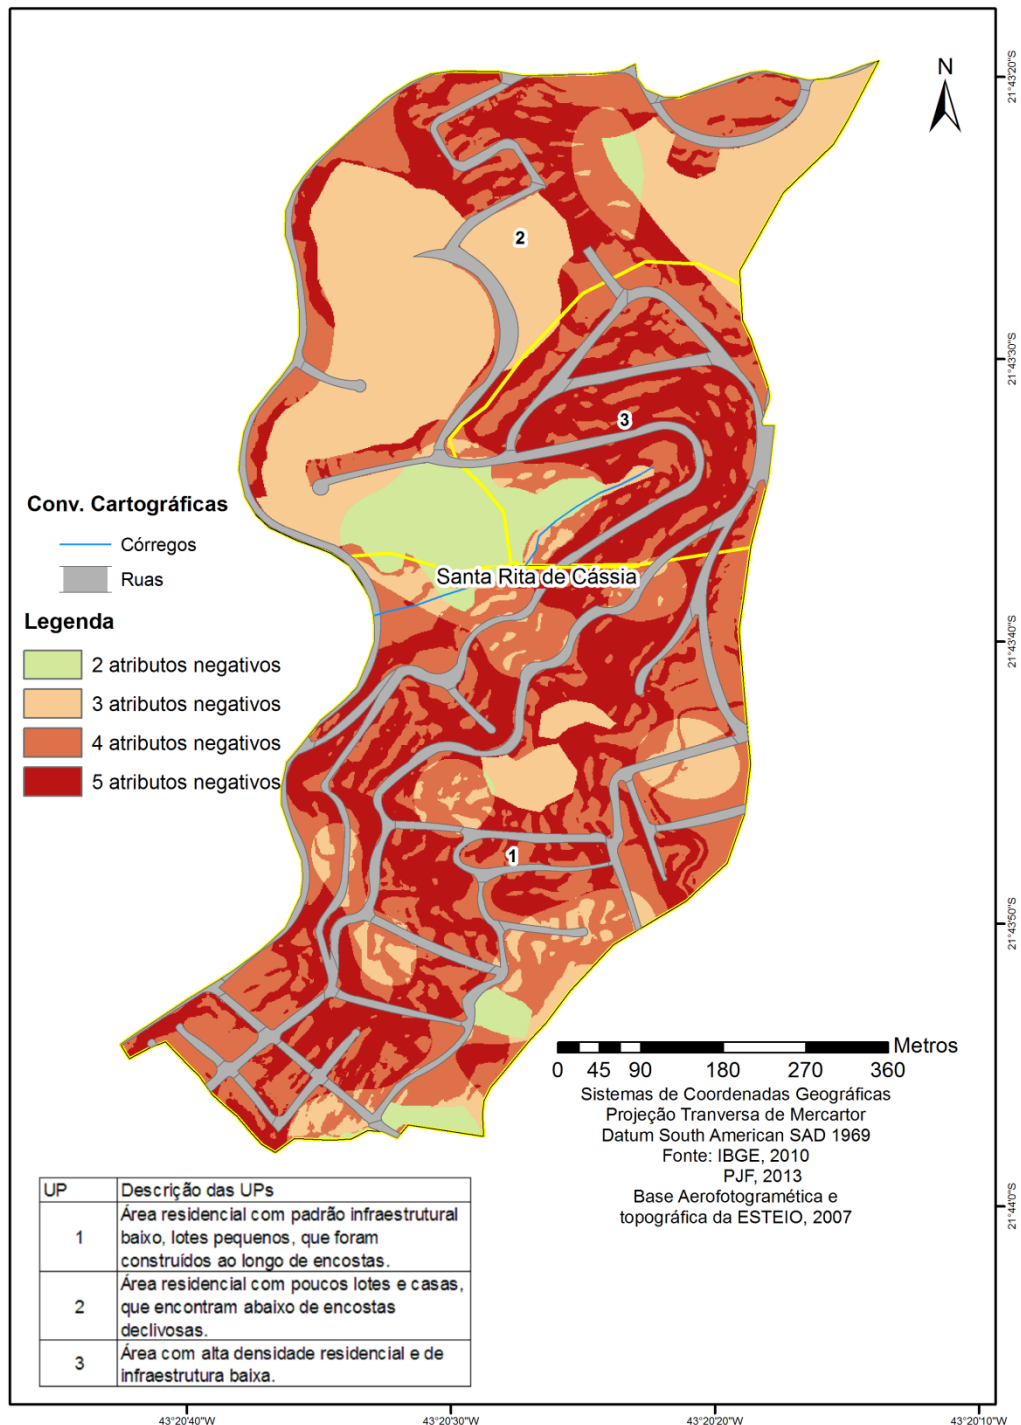 N
21°43'20"S
2
21°43'30"S
3
Conv. Cartográficas
Córregos
Ruas
Santa Rita de Cássia
Legenda
21°43'40"S
2 atributos negativos
3 atributos negativos
4 atributos negativos
5 atributos negativos
1
21°43'50"S
Metros
0 45 90 180 270 360
Sistemas de Coordenadas Geográficas
Projeção Tranversa de Mercartor
Datum South American SAD 1969
Fonte: IBGE, 2010
PJF, 2013
Base Aerofotogramética e
topográfica da ESTEIO, 2007
21°44'0"S
UP Descrição das UPs
1 Área residencial com padrão infraestrutural
baixo, lotes pequenos, que foram
construídos ao longo de encostas.
2 Área residencial com poucos lotes e casas,
que encontram abaixo de encostas
declivosas.
3 Área com alta densidade residencial e de
infraestrutura baixa.
43°20'40"W 43°20'30"W 43°20'20"W 43°20'10"W